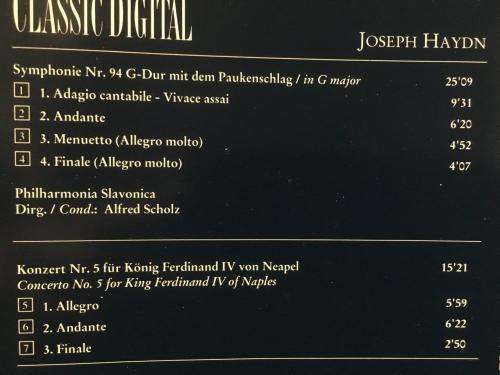 CLASSIC DIGITAL
JOSEPH HAYDN
Symphonie Nr. 94 G-Dur mit dem Paukenschlag / in G major 25'09
1 1. Adagio cantabile - Vivace assai 9'31
2 2. Andante 6'20
3 3. Menuetto (Allegro molto) 4'52
4 4. Finale (Allegro molto) 4'07
Philharmonia Slavonica
Dirg. / Cond.: Alfred Scholz
Konzert Nr. 5 für König Ferdinand IV von Neapel 15'21
Concerto No. 5 for King Ferdinand IV of Naples
5 1. Allegro 5'59
6 2. Andante 6'22
7 3. Finale 2'50